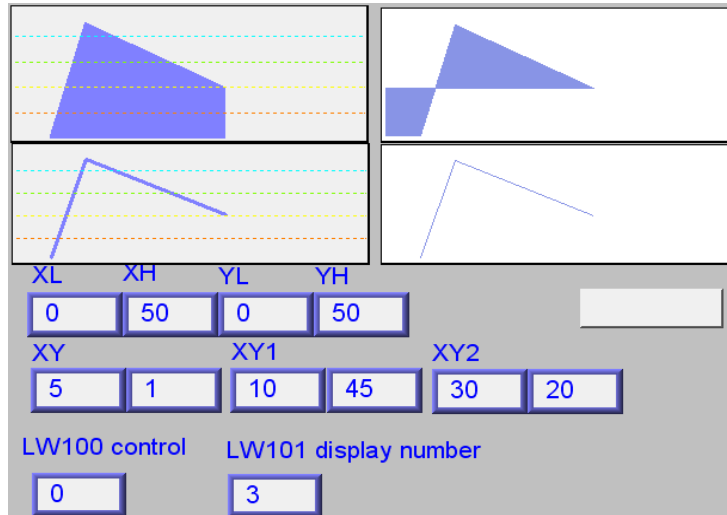 XL XH YL YH
0 50 0 50
XY XY1 XY2
5 1 10 45 30 20
LW100 control LW101 display number
0 3